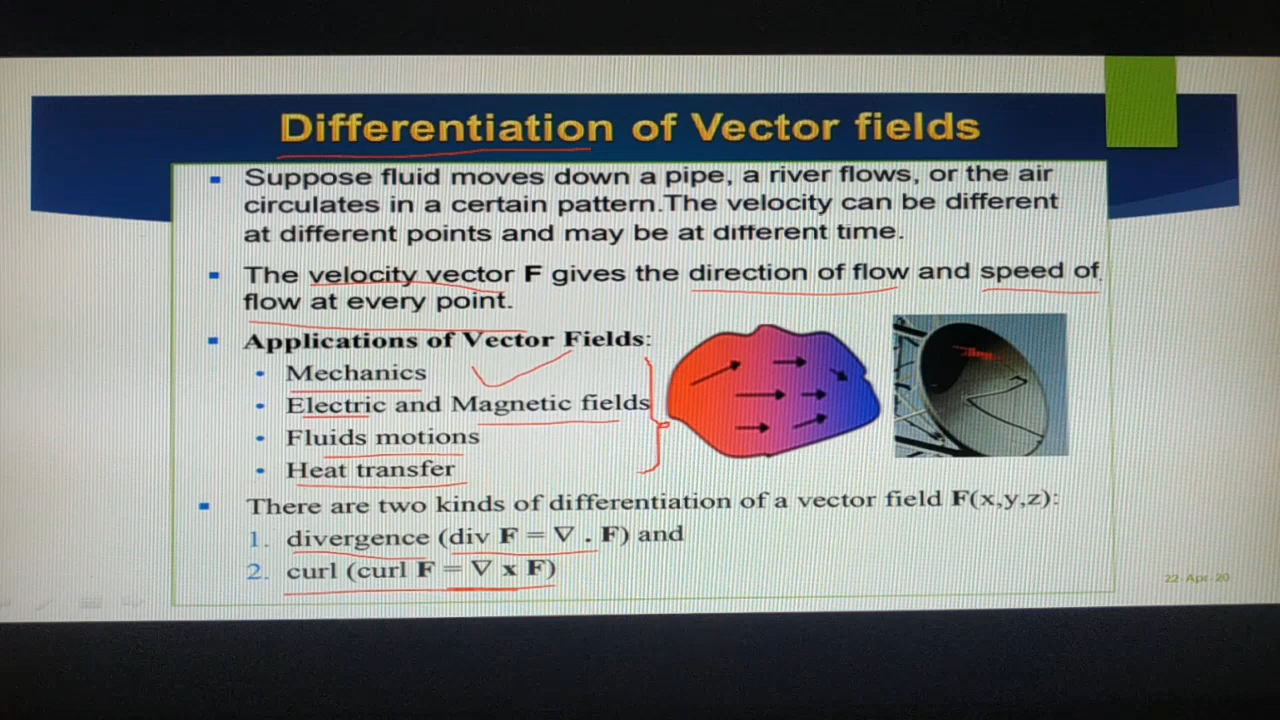 Differentiation of Vector fields
Suppose fluid moves down a pipe, a river flows, or the air
circulates in a certain pattern.The velocity can be different
at different points and may be at different time.
The velocity vector F gives the direction of flow and speed of
flow at every point.
Applications of Vector Fields:
Mechanics
Electric and Magnetic fields
Fluids motions
Heat transfer
There are two kinds of differentiation of a vector field F(x,y,z):
1. divergence (div F = ∇ . F) and
2. curl (curl F = ∇ x F)
22-Apr-20